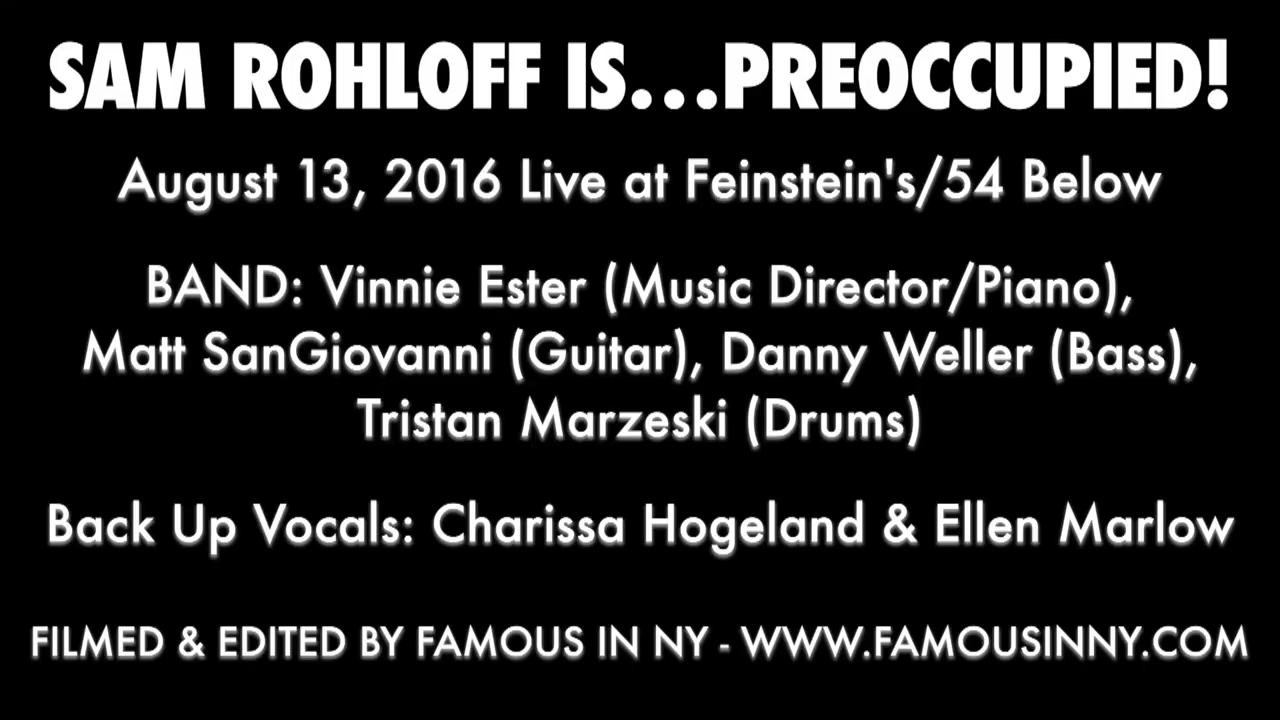 SAM ROHLOFF IS...PREOCCUPIED!
August 13, 2016 Live at Feinstein's/54 Below
BAND: Vinnie Ester (Music Director/Piano),
Matt SanGiovanni (Guitar), Danny Weller (Bass),
Tristan Marzeski (Drums)
Back Up Vocals: Charissa Hogeland & Ellen Marlow
FILMED & EDITED BY FAMOUS IN NY - WWW.FAMOUSINNY.COM